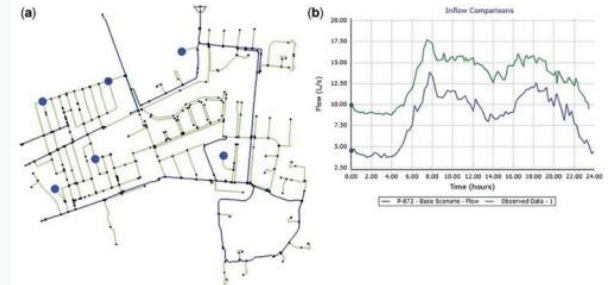 (a)
(b)
Inflow Comparisons
Flow (L/s)
20.00
17.50
15.00
12.50
10.00
7.50
5.00
2.50
0.00 2.00 4.00 6.00 8.00 10.00 12.00 14.00 16.00 18.00 20.00 22.00 24.00
Time (hours)
P-872 - Base Scenario - Flow Observed Data - 1